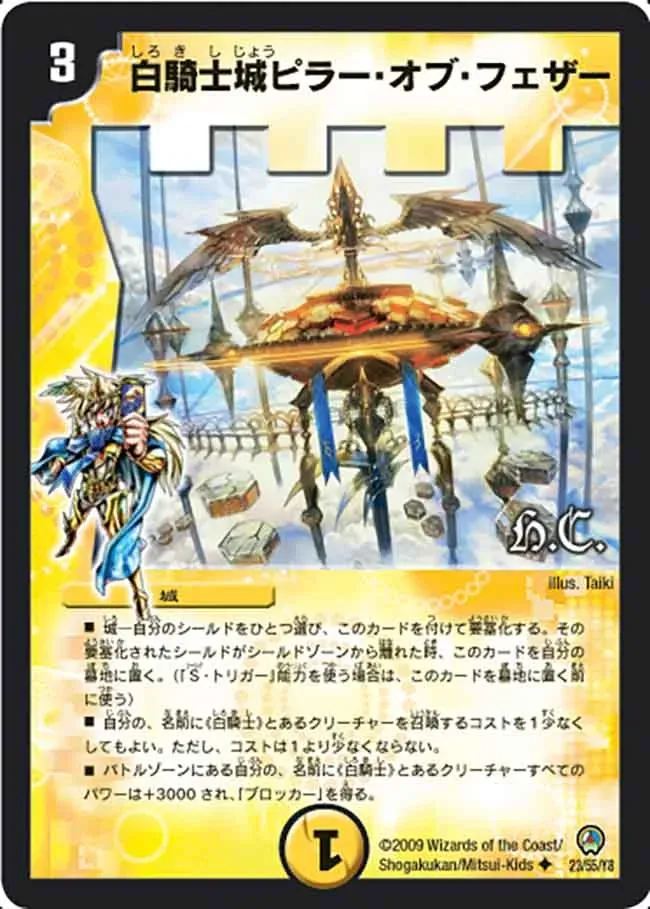 3
しろきしじょう
白騎士城ピラー・オブ・フェザー
H.C.
illus. Taiki
城
■ 城―自分のシールドをひとつ選び、このカードを付けて要塞化する。その
要塞化されたシールドがシールドゾーンから離れた時、このカードを自分の
墓地に置く。(「S・トリガー」能力を使う場合は、このカードを墓地に置く前
に使う)
■ 自分の、名前に《白騎士》とあるクリーチャーを召喚するコストを1少なく
してもよい。ただし、コストは1より少なくならない。
■ バトルゾーンにある自分の、名前に《白騎士》とあるクリーチャーすべての
パワーは+3000され、「ブロッカー」を得る。
1
©2009 Wizards of the Coast/
Shogakukan/Mitsui-Kids
23/55/Y8